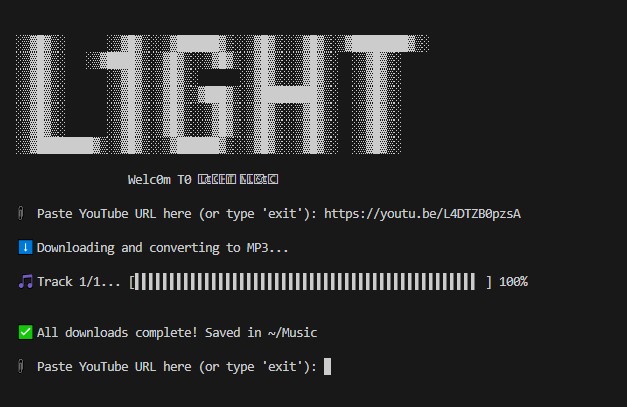 L1GHT
Welc0m T0
Paste YouTube URL here (or type 'exit'): https://youtu.be/L4DTZB0pzsA
Downloading and converting to MP3...
Track 1/1... [▌▌▌▌▌▌▌▌▌▌▌▌▌▌▌▌▌▌▌▌▌▌▌▌▌▌▌▌▌▌▌▌▌▌▌▌▌▌▌▌▌▌▌▌▌▌▌▌▌ ] 100%
All downloads complete! Saved in ~/Music
Paste YouTube URL here (or type 'exit'):